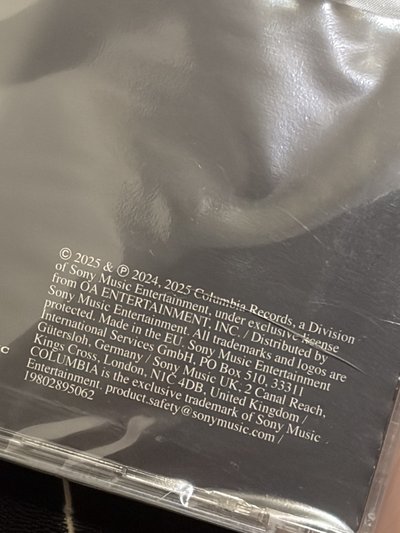 © 2025 & ℗ 2024, 2025 Columbia Records, a Division
of Sony Music Entertainment, under exclusive license
from OA ENTERTAINMENT, INC. / Distributed by
Sony Music Entertainment. All trademarks and logos are
protected. Made in the EU. Sony Music Entertainment
International Services GmbH, PO Box 510, 33311
Gütersloh, Germany / Sony Music UK. 2 Canal Reach,
Kings Cross, London, N1C 4DB, United Kingdom /
COLUMBIA is the exclusive trademark of Sony Music
Entertainment. product.safety@sonymusic.com /
19802895062
C